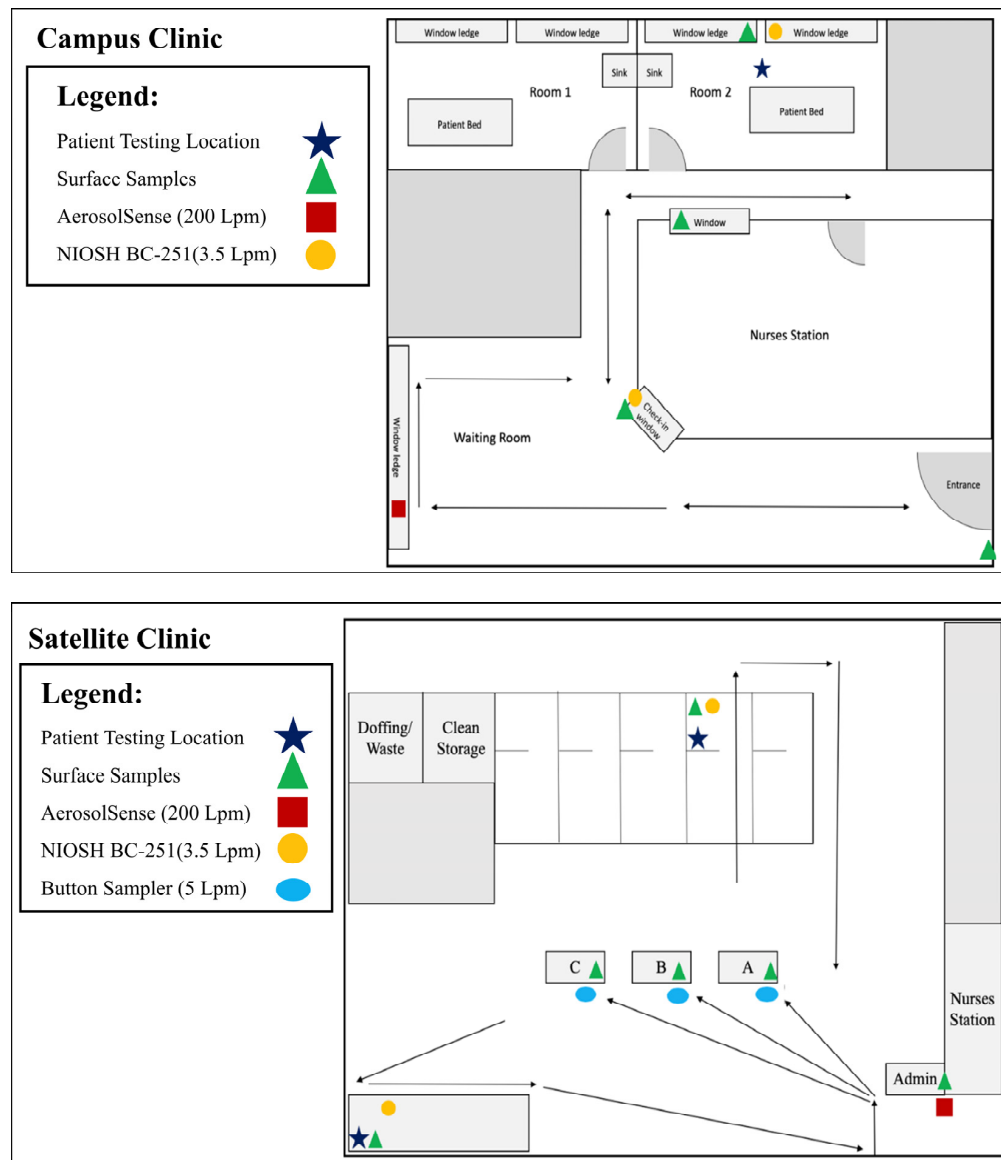 Campus Clinic
Legend:
Patient Testing Location
Surfacc Samplcs
AerosolSense (200 Lpm)
NIOSH BC-251(3.5 Lpm)
Window ledge
Window ledge
Window ledge
Window ledge
Sink
Sink
Room 1
Room 2
Patient Bed
Patient Bed
Window
Nurses Station
Check-in
window
Waiting Room
Window ledge
Entrance
Satellite Clinic
Legend:
Patient Testing Location
Surface Samples
AerosolSense (200 Lpm)
NIOSH BC-251(3.5 Lpm)
Button Sampler (5 Lpm)
Doffing/
Waste
Clean
Storage
C
B
A
Nurses
Station
Admin